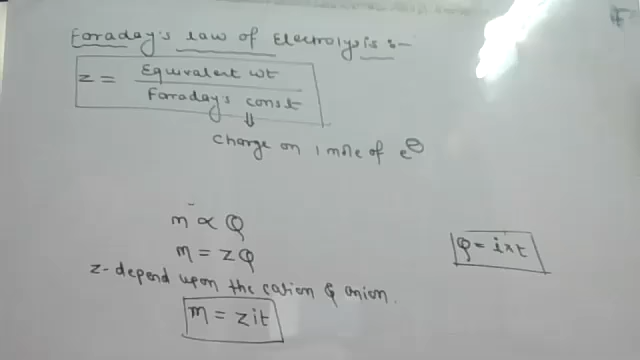 Faraday's law of Electrolysis :-
z = Equivalent wt / Faraday's const
⇓
charge on 1 mole of e⊖
m ∝ Q
m = zQ
Q = i×t
z- depend upon the cation & anion.
m = zit